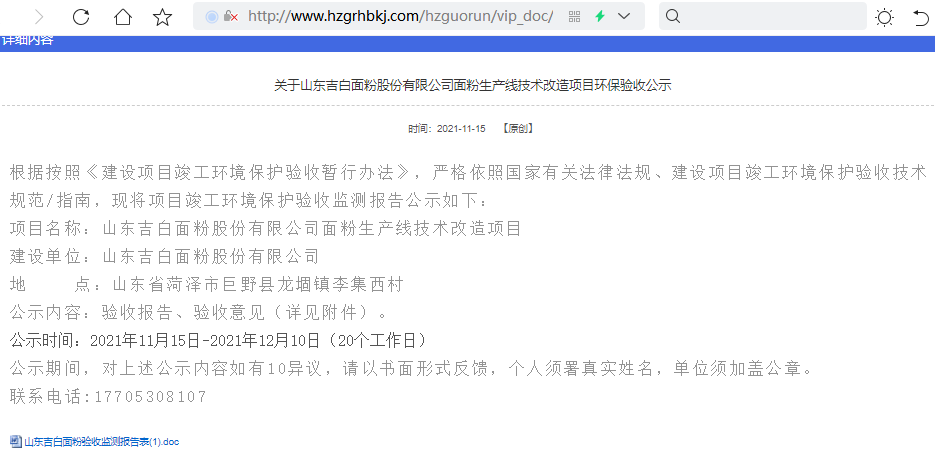 http://www.hzgrhbkj.com/hzguorun/vip_doc/
详细内容
关于山东吉白面粉股份有限公司面粉生产线技术改造项目环保验收公示
时间：2021-11-15 【原创】
根据按照《建设项目竣工环境保护验收暂行办法》，严格依照国家有关法律法规、建设项目竣工环境保护验收技术
规范/指南，现将项目竣工环境保护验收监测报告公示如下：
项目名称：山东吉白面粉股份有限公司面粉生产线技术改造项目
建设单位：山东吉白面粉股份有限公司
地 点：山东省菏泽市巨野县龙堌镇李集西村
公示内容：验收报告、验收意见（详见附件）。
公示时间：2021年11月15日-2021年12月10日（20个工作日）
公示期间，对上述公示内容如有10异议，请以书面形式反馈，个人须署真实姓名，单位须加盖公章。
联系电话:17705308107
山东吉白面粉验收监测报告表(1).doc